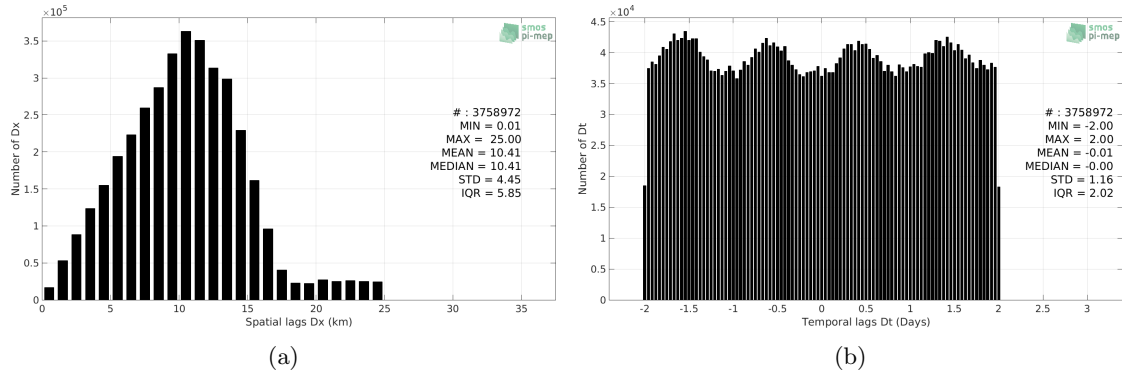 ×10⁵
3.5
3
2.5
2
1.5
1
0.5
0
Number of Dx
0 5 10 15 20 25 30 35
Spatial lags Dx (km)
smos
pi-mep
# : 3758972
MIN = 0.01
MAX = 25.00
MEAN = 10.41
MEDIAN = 10.41
STD = 4.45
IQR = 5.85
(a)
×10⁴
4.5
4
3.5
3
2.5
2
1.5
1
0.5
0
Number of Dt
-2 -1.5 -1 -0.5 0 0.5 1 1.5 2 2.5 3
Temporal lags Dt (Days)
smos
pi-mep
# : 3758972
MIN = -2.00
MAX = 2.00
MEAN = -0.01
MEDIAN = -0.00
STD = 1.16
IQR = 2.02
(b)